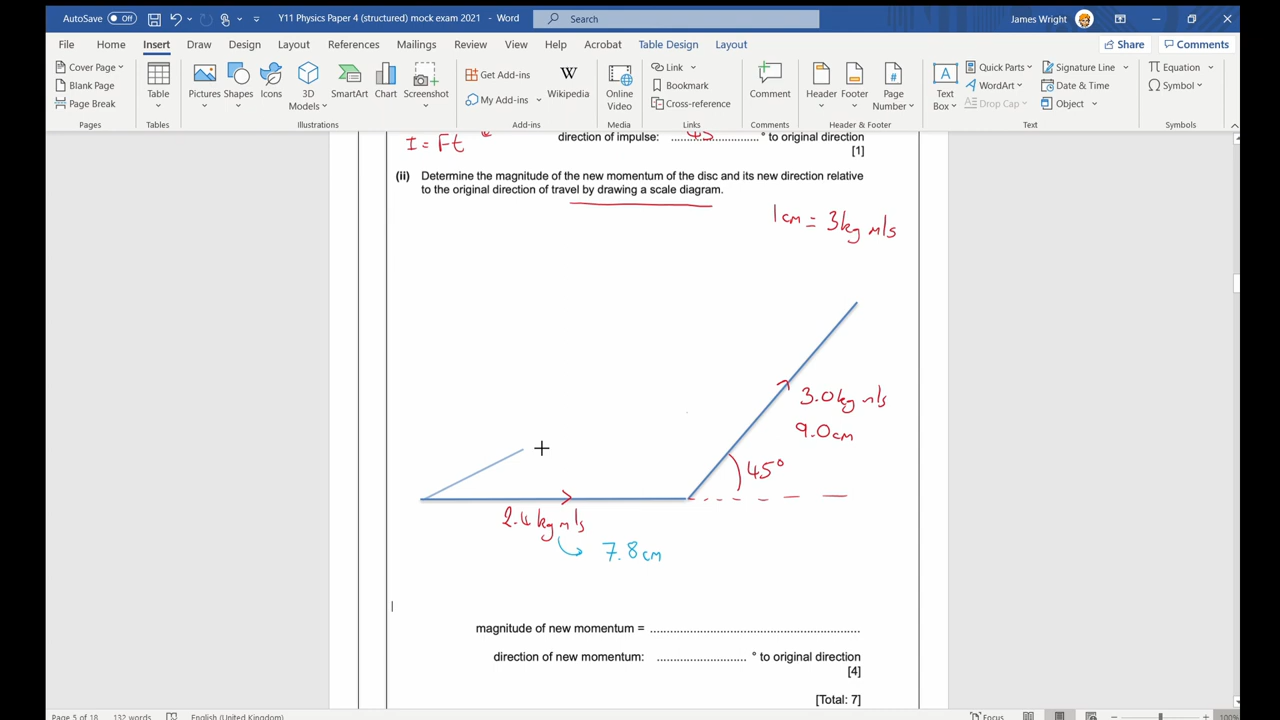 AutoSave Off Y11 Physics Paper 4 (structured) mock exam 2021 - Word Search James Wright
File Home Insert Draw Design Layout References Mailings Review View Insert Format Acrobat Table Design Layout Share Comments
Cover Page
Blank Page
Page Break
Pages
Table
Tables
Pictures Shapes Icons 3D Models SmartArt Chart Screenshot
Illustrations
Get Add-ins
My Add-ins
Wikipedia
Add-ins
Online Video
Media
Link
Bookmark
Cross-reference
Links
Comment
Comments
Header Footer Page Number
Header & Footer
Text Box
Quick Parts
WordArt
Drop Cap
Signature Line
Date & Time
Object
Text
Equation
Symbol
Symbols
I = Ft
direction of impulse: 45 ° to original direction
[1]
(ii) Determine the magnitude of the new momentum of the disc and its new direction relative
to the original direction of travel by drawing a scale diagram.
1cm = 3kg m/s
3.0kg m/s
9.0cm
45°
2.4kg m/s
7.8cm
magnitude of new momentum = ................................................................
direction of new momentum: ........................... ° to original direction
[4]
[Total: 7]
Page 5 of 18 132 words English (United Kingdom) Focus 100%